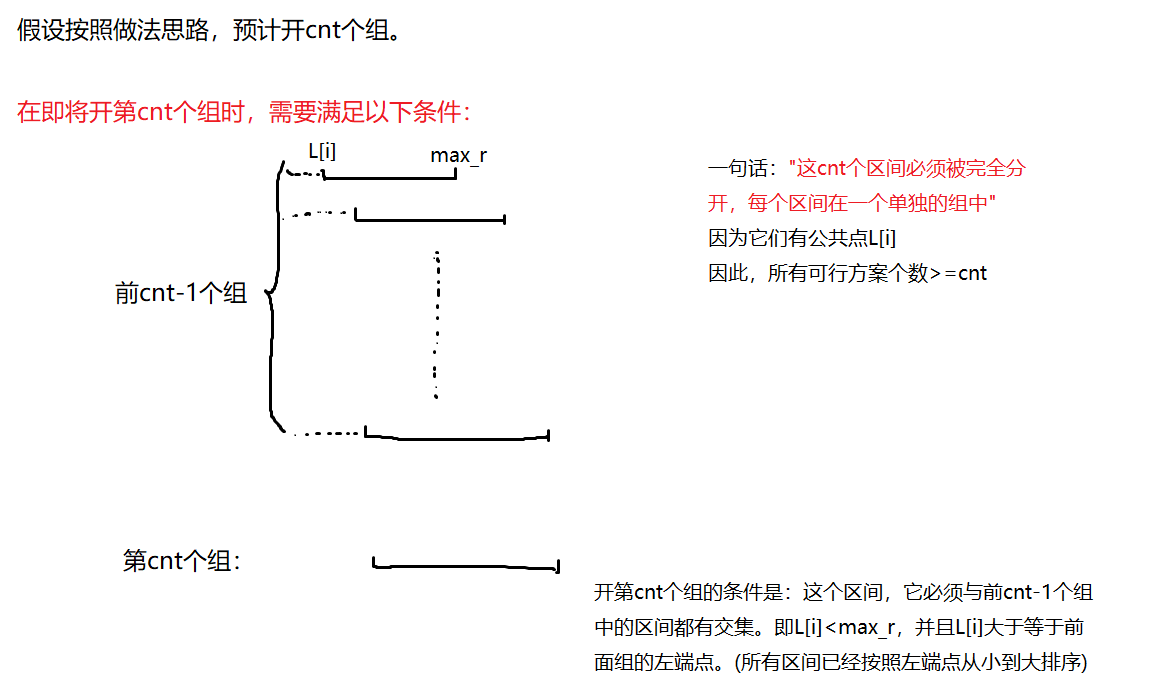 假设按照做法思路，预计开cnt个组。
在即将开第cnt个组时，需要满足以下条件：
L[i]
max_r
一句话："这cnt个区间必须被完全分
开，每个区间在一个单独的组中"
因为它们有公共点L[i]
因此，所有可行方案个数>=cnt
前cnt-1个组
第cnt个组：
开第cnt个组的条件是：这个区间，它必须与前cnt-1个组
中的区间都有交集。即L[i]<max_r，并且L[i]大于等于前
面组的左端点。(所有区间已经按照左端点从小到大排序)